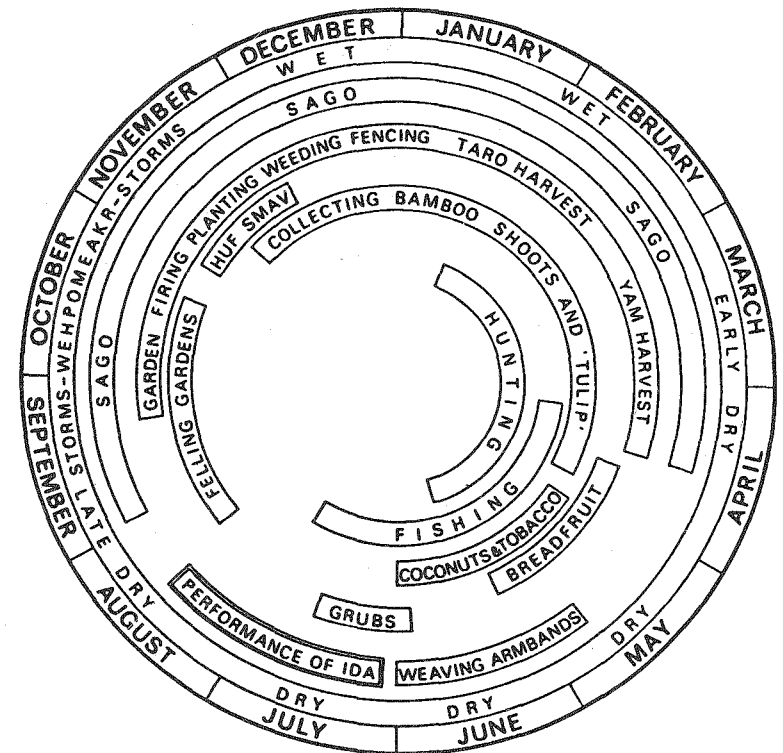 JANUARY
FEBRUARY
MARCH
APRIL
MAY
JUNE
JULY
AUGUST
SEPTEMBER
OCTOBER
NOVEMBER
DECEMBER
WET
WET
EARLY DRY
DRY
DRY
DRY
LATE DRY
STORMS-WEHPOMEAKR-STORMS
SAGO
SAGO
SAGO
GARDEN FIRING PLANTING WEEDING FENCING TARO HARVEST YAM HARVEST
HUF SMAV
COLLECTING BAMBOO SHOOTS AND 'TULIP'
FELLING GARDENS
HUNTING
FISHING
COCONUTS&TOBACCO
BREADFRUIT
GRUBS
PERFORMANCE OF IDA
WEAVING ARMBANDS